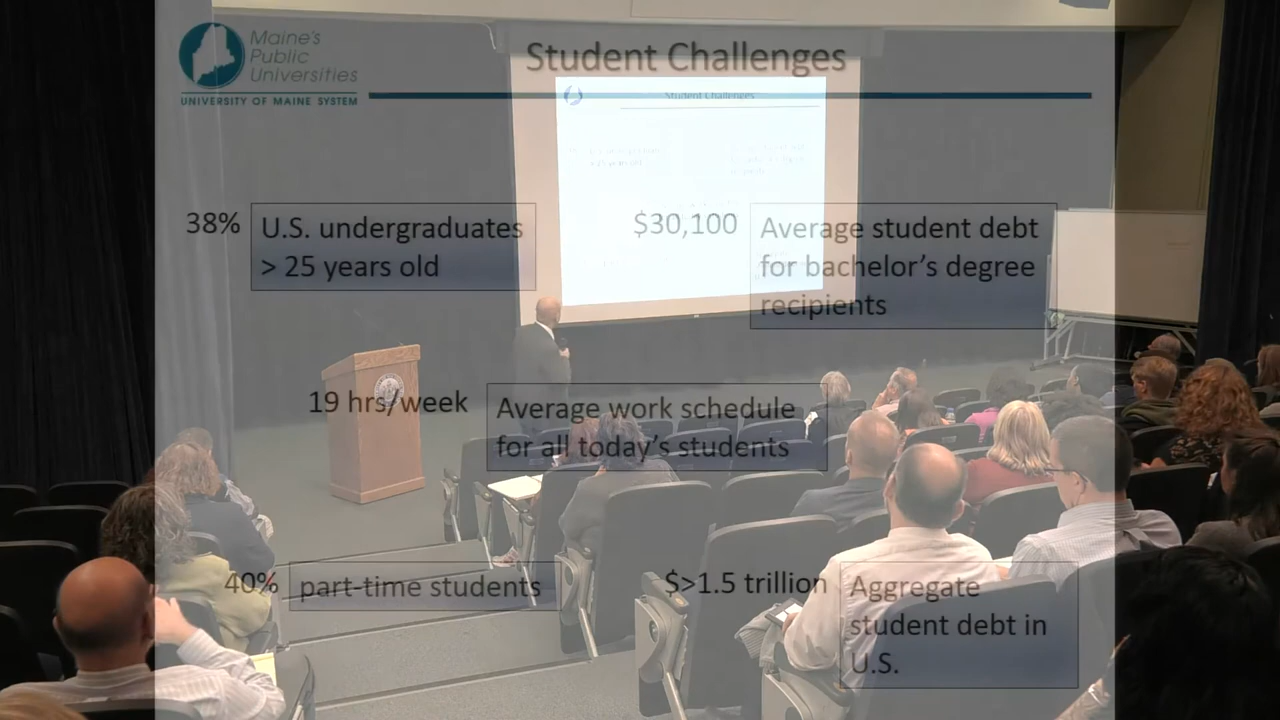 Maine's
Public
Universities
UNIVERSITY OF MAINE SYSTEM
Student Challenges
Student Challenges
38%
U.S. undergraduates
> 25 years old
$30,100
Average student debt
for bachelor's degree
recipients
19 hrs/week
Average work schedule
for all today's students
40%
part-time students
$>1.5 trillion
Aggregate
student debt in
U.S.